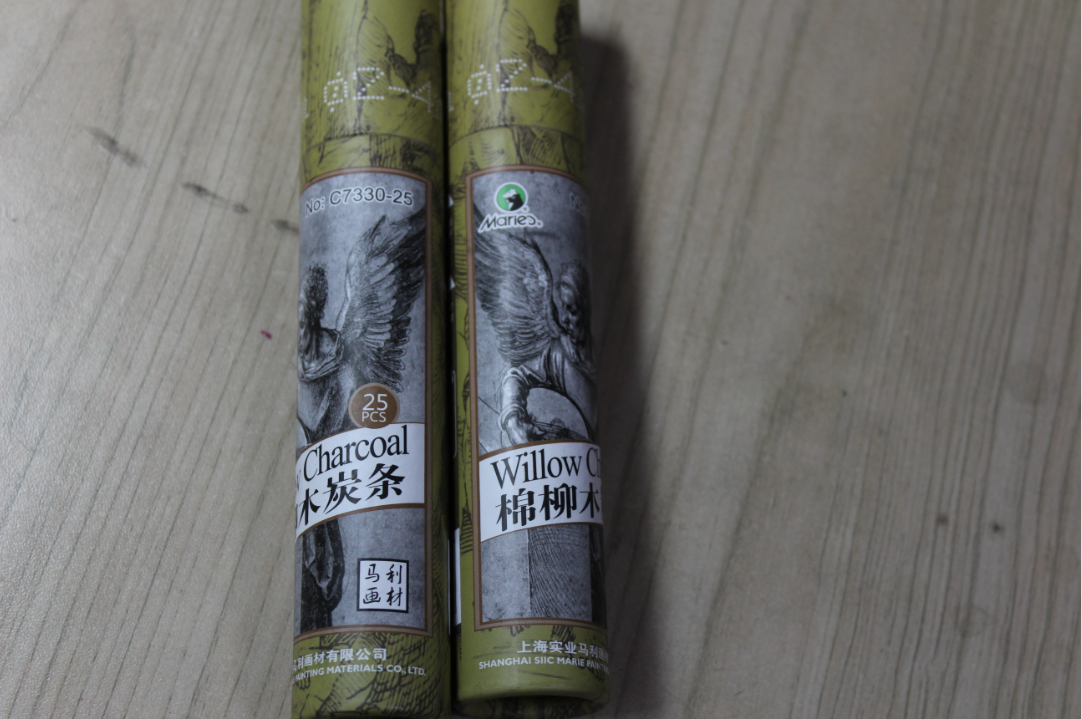 No: C7330-25
25
PCS
Charcoal
木炭条
马利
画材
利画材有限公司
PAINTING MATERIALS CO., LTD.
Marie's
Willow
棉柳木
上海实业马利画
SHANGHAI SIIC MARIE PAINTING